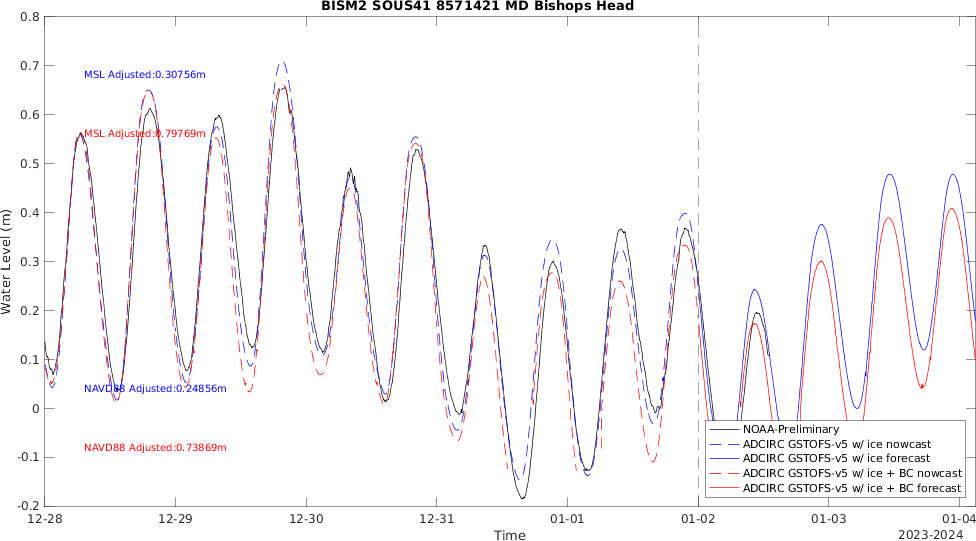 BISM2 SOUS41 8571421 MD Bishops Head
0.8
0.7
0.6
0.5
0.4
0.3
0.2
0.1
0
-0.1
-0.2
Water Level (m)
MSL Adjusted:0.30756m
MSL Adjusted:0.79769m
NAVD88 Adjusted:0.24856m
NAVD88 Adjusted:0.73869m
NOAA-Preliminary
ADCIRC GSTOFS-v5 w/ ice nowcast
ADCIRC GSTOFS-v5 w/ ice forecast
ADCIRC GSTOFS-v5 w/ ice + BC nowcast
ADCIRC GSTOFS-v5 w/ ice + BC forecast
12-28 12-29 12-30 12-31 01-01 01-02 01-03 01-04
Time
2023-2024